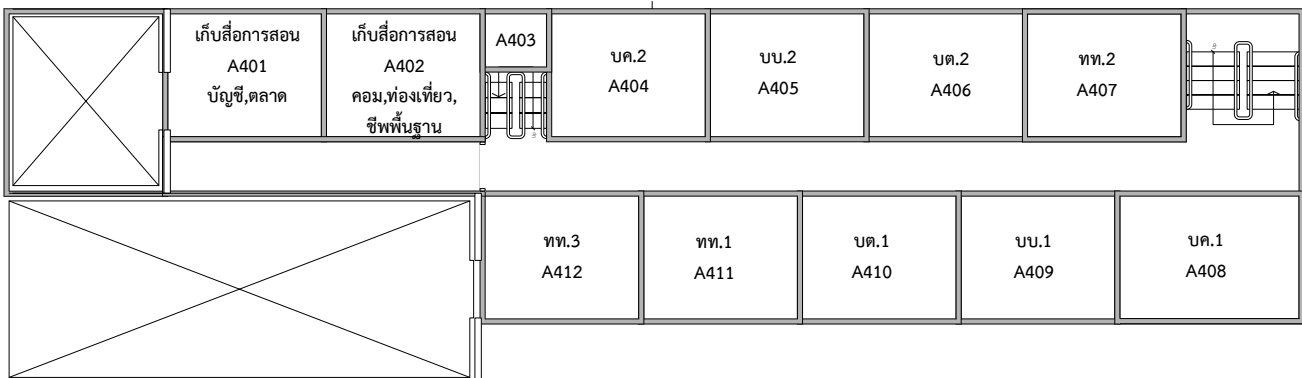 เก็บสื่อการสอน
A401
บัญชี,ตลาด
เก็บสื่อการสอน
A402
คอม,ท่องเที่ยว,
ชีพพื้นฐาน
A403
บค.2
A404
บบ.2
A405
บต.2
A406
ทท.2
A407
ทท.3
A412
ทท.1
A411
บต.1
A410
บบ.1
A409
บค.1
A408